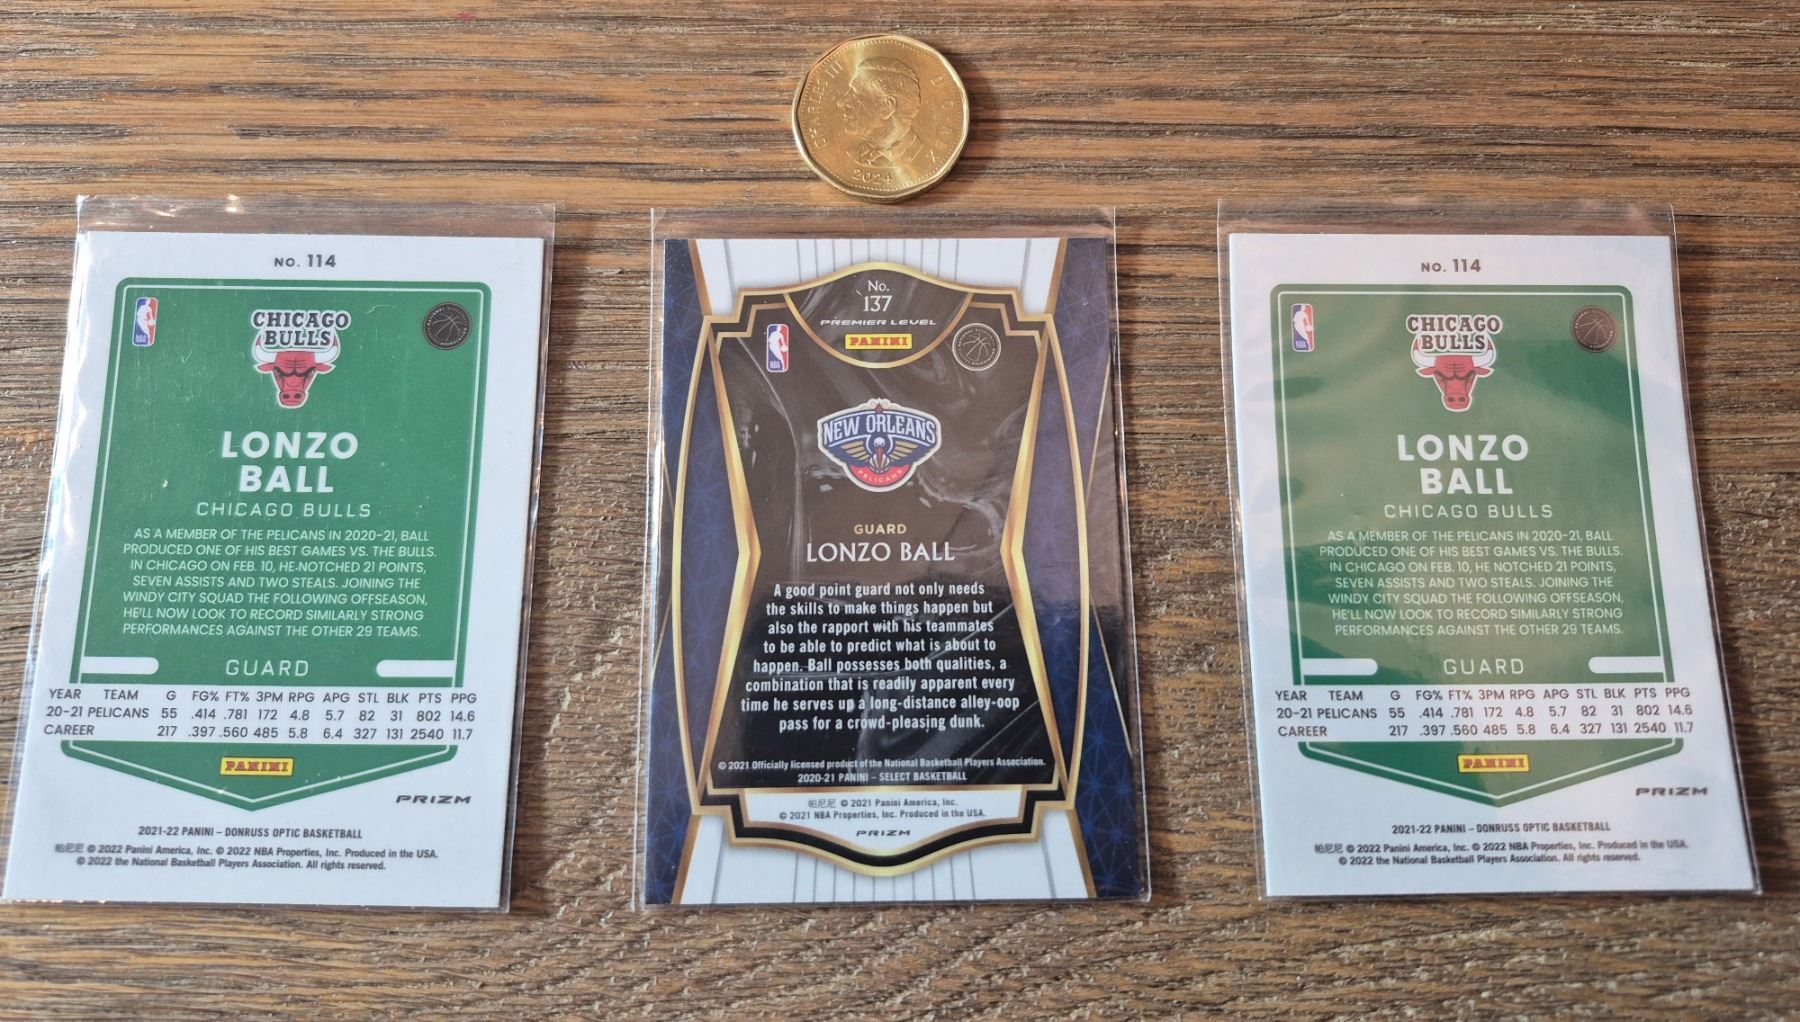 CHARLES III D·G·REX
2024
NO. 114
NBA
CHICAGO
BULLS
LONZO
BALL
CHICAGO BULLS
AS A MEMBER OF THE PELICANS IN 2020-21, BALL
PRODUCED ONE OF HIS BEST GAMES VS. THE BULLS.
IN CHICAGO ON FEB. 10, HE NOTCHED 21 POINTS,
SEVEN ASSISTS AND TWO STEALS. JOINING THE
WINDY CITY SQUAD THE FOLLOWING OFFSEASON,
HE'LL NOW LOOK TO RECORD SIMILARLY STRONG
PERFORMANCES AGAINST THE OTHER 29 TEAMS.
GUARD
YEAR TEAM G FG% FT% 3PM RPG APG STL BLK PTS PPG
20-21 PELICANS 55 .414 .781 172 4.8 5.7 82 31 802 14.6
CAREER 217 .397 .560 485 5.8 6.4 327 131 2540 11.7
PANINI
PRIZM
2021-22 PANINI – DONRUSS OPTIC BASKETBALL
帕尼尼 © 2022 Panini America, Inc. © 2022 NBA Properties, Inc. Produced in the USA.
© 2022 the National Basketball Players Association. All rights reserved.
No.
137
PREMIER LEVEL
PANINI
NBA
NEW ORLEANS
PELICANS
GUARD
LONZO BALL
A good point guard not only needs
the skills to make things happen but
also the rapport with his teammates
to be able to predict what is about to
happen. Ball possesses both qualities, a
combination that is readily apparent every
time he serves up a long-distance alley-oop
pass for a crowd-pleasing dunk.
© 2021 Officially licensed product of the National Basketball Players Association.
2020-21 PANINI – SELECT BASKETBALL
帕尼尼 © 2021 Panini America, Inc.
© 2021 NBA Properties, Inc. Produced in the USA.
PRIZM
NO. 114
NBA
CHICAGO
BULLS
LONZO
BALL
CHICAGO BULLS
AS A MEMBER OF THE PELICANS IN 2020-21, BALL
PRODUCED ONE OF HIS BEST GAMES VS. THE BULLS.
IN CHICAGO ON FEB. 10, HE NOTCHED 21 POINTS,
SEVEN ASSISTS AND TWO STEALS. JOINING THE
WINDY CITY SQUAD THE FOLLOWING OFFSEASON,
HE'LL NOW LOOK TO RECORD SIMILARLY STRONG
PERFORMANCES AGAINST THE OTHER 29 TEAMS.
GUARD
YEAR TEAM G FG% FT% 3PM RPG APG STL BLK PTS PPG
20-21 PELICANS 55 .414 .781 172 4.8 5.7 82 31 802 14.6
CAREER 217 .397 .560 485 5.8 6.4 327 131 2540 11.7
PANINI
PRIZM
2021-22 PANINI – DONRUSS OPTIC BASKETBALL
帕尼尼 © 2022 Panini America, Inc. © 2022 NBA Properties, Inc. Produced in the USA.
© 2022 the National Basketball Players Association. All rights reserved.